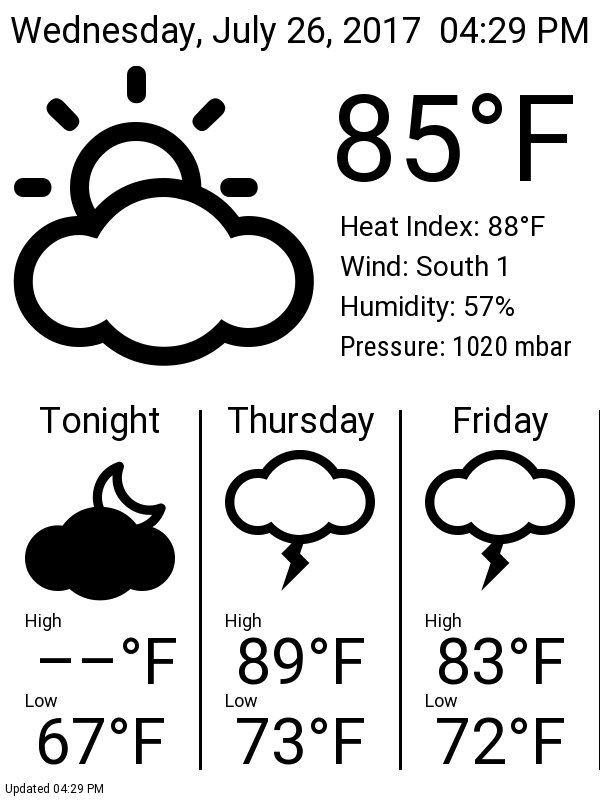 Wednesday, July 26, 2017 04:29 PM
85°F
Heat Index: 88°F
Wind: South 1
Humidity: 57%
Pressure: 1020 mbar
Tonight
High
--°F
Low
67°F
Thursday
High
89°F
Low
73°F
Friday
High
83°F
Low
72°F
Updated 04:29 PM